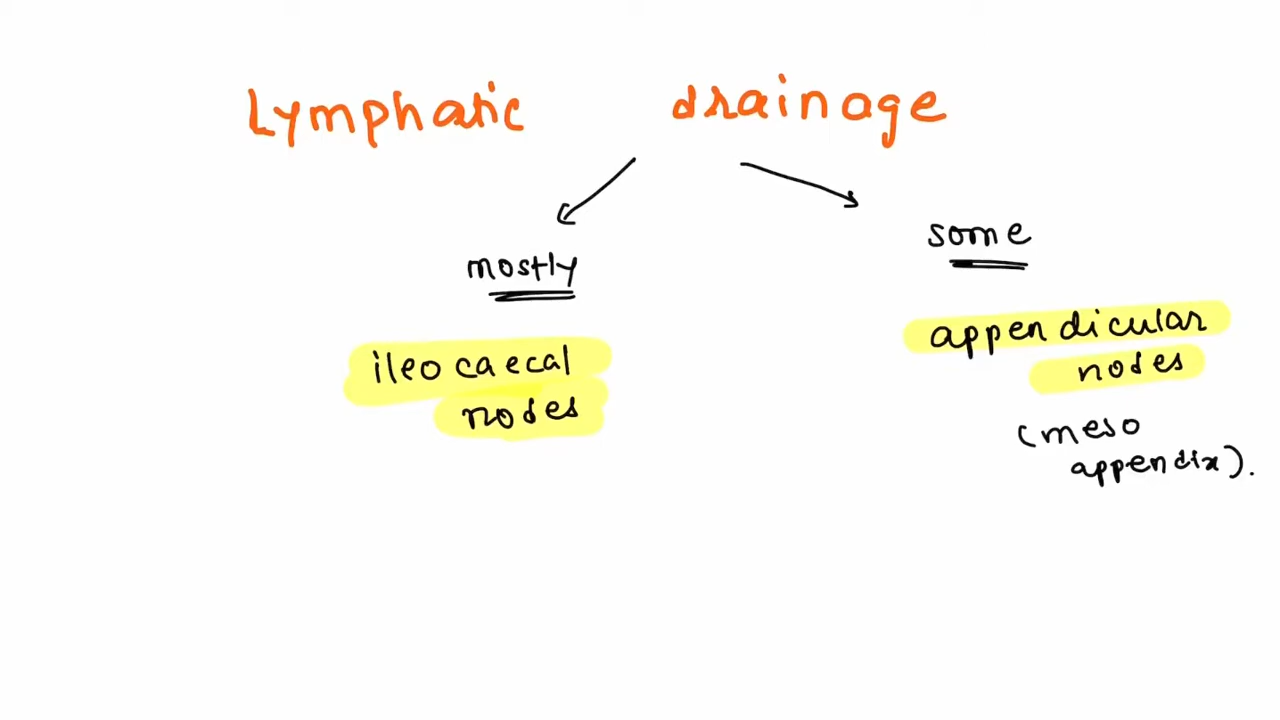 Lymphatic drainage
mostly
some
ileocaecal
nodes
appendicular
nodes
(meso
appendix).